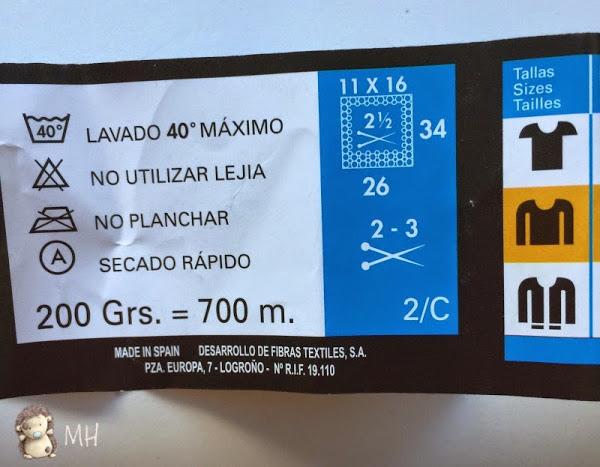 40°
LAVADO 40° MÁXIMO
NO UTILIZAR LEJIA
NO PLANCHAR
A
SECADO RÁPIDO
200 Grs. = 700 m.
11 X 16
2½
34
26
2 - 3
2/C
Tallas
Sizes
Tailles
MADE IN SPAIN DESARROLLO DE FIBRAS TEXTILES, S.A.
PZA. EUROPA, 7 - LOGROÑO - Nº R.I.F. 19.110
MH